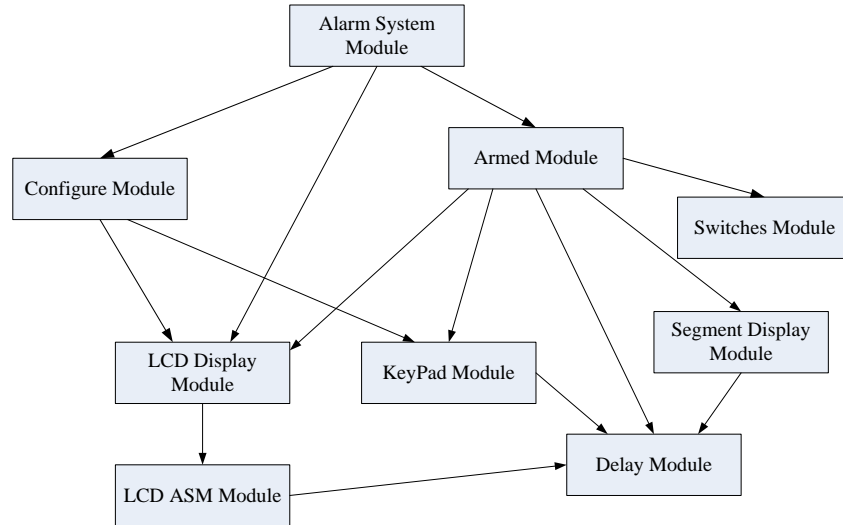 Alarm System
Module
Armed Module
Configure Module
Switches Module
Segment Display
Module
LCD Display
Module
KeyPad Module
Delay Module
LCD ASM Module